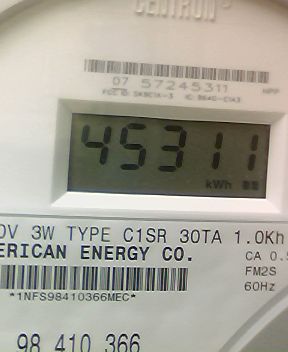 CENTRON®
07 57245311
45311
kWh
0V 3W TYPE C1SR 30TA 1.0Kh
ERICAN ENERGY CO.
CA 0.5
FM2S
*1NFS98410366MEC*
60Hz
98 410 366